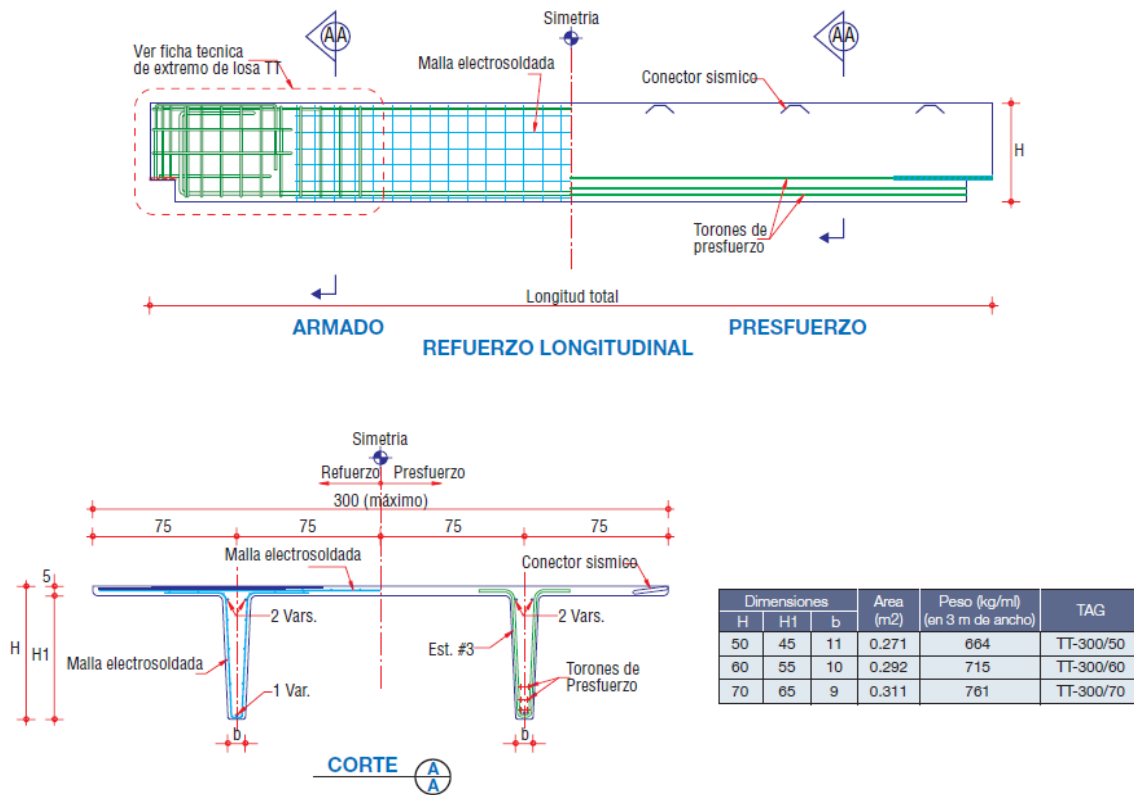 Simetria
AA
AA
Ver ficha tecnica
de extremo de losa TT
Malla electrosoldada
Conector sismico
H
Torones de
presfuerzo
Longitud total
ARMADO
PRESFUERZO
REFUERZO LONGITUDINAL
Simetria
Refuerzo Presfuerzo
300 (máximo)
75 75 75 75
Malla electrosoldada
Conector sismico
5
2 Vars.
2 Vars.
H
H1
Est. #3
Malla electrosoldada
Torones de
Presfuerzo
1 Var.
b
b
CORTE A
A
Dimensiones Area Peso (kg/ml) TAG
H H1 b (m2) (en 3 m de ancho)
50 45 11 0.271 664 TT-300/50
60 55 10 0.292 715 TT-300/60
70 65 9 0.311 761 TT-300/70